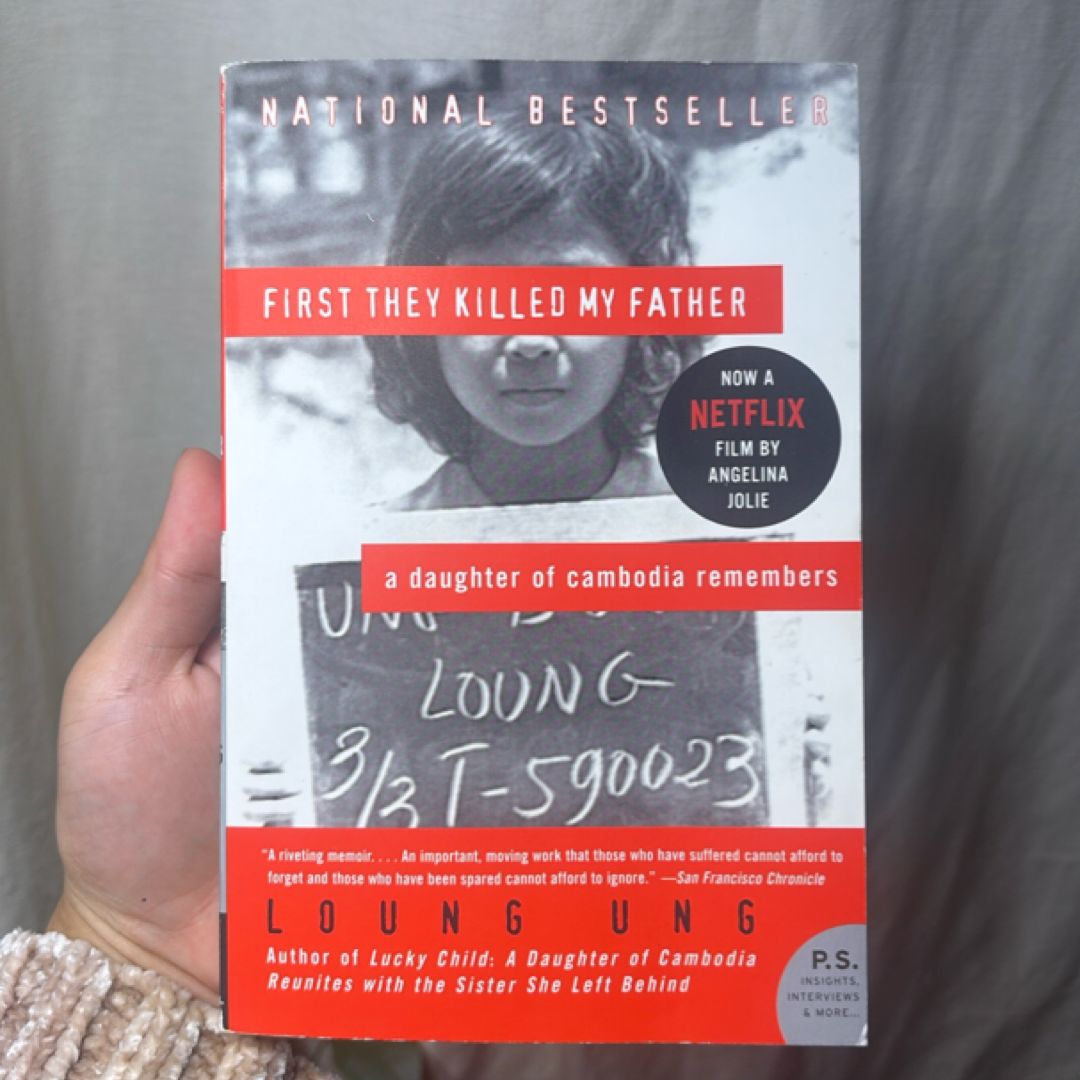 NATIONAL BESTSELLER
FIRST THEY KILLED MY FATHER
NOW A
NETFLIX
FILM BY
ANGELINA
JOLIE
a daughter of cambodia remembers
LOUNG
3/3 T-590023
"A riveting memoir. . . . An important, moving work that those who have suffered cannot afford to
forget and those who have been spared cannot afford to ignore." —San Francisco Chronicle
LOUNG UNG
Author of Lucky Child: A Daughter of Cambodia
Reunites with the Sister She Left Behind
P.S.
INSIGHTS,
INTERVIEWS
& MORE...